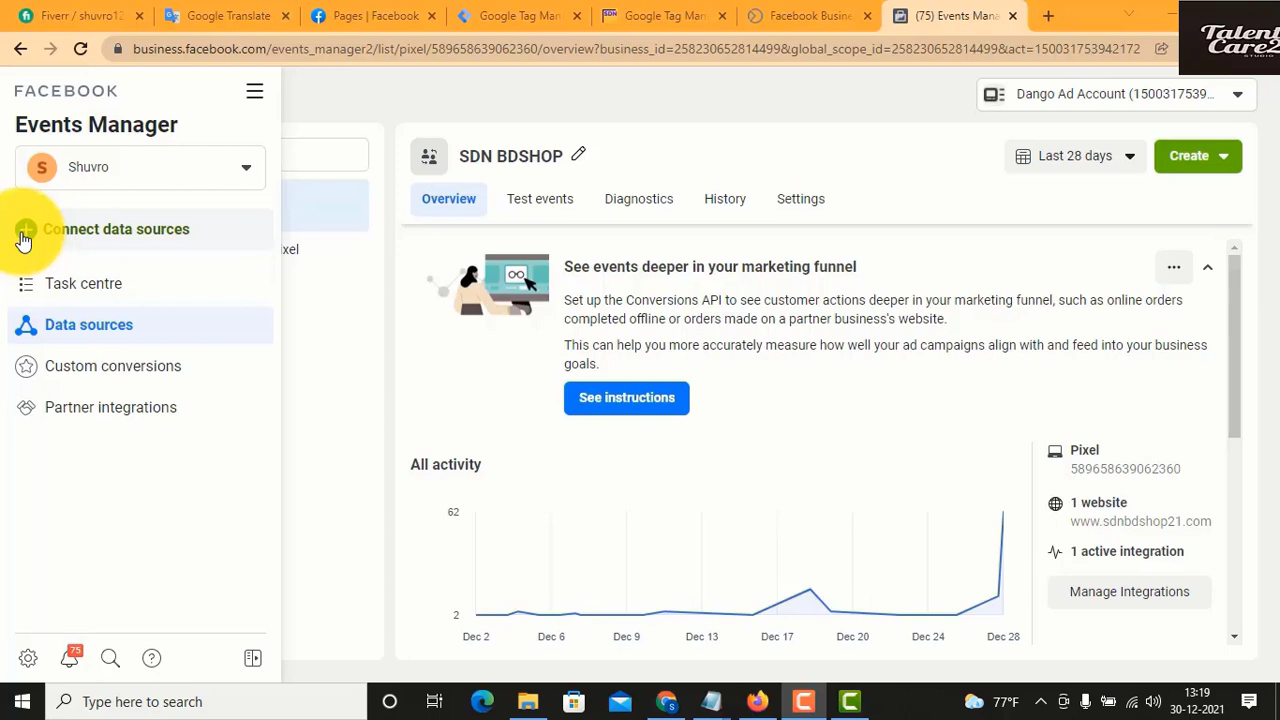 Fiverr / shuvro12
Google Translate
Pages | Facebook
Google Tag Man
Google Tag Man
Facebook Busine
(75) Events Mana
business.facebook.com/events_manager2/list/pixel/589658639062360/overview?business_id=258230652814499&global_scope_id=258230652814499&act=150031753942172
Talent
Care2
STUDIO
FACEBOOK
Events Manager
S
Shuvro
Connect data sources
Task centre
Data sources
Custom conversions
Partner integrations
75
ixel
Dango Ad Account (1500317539...
SDN BDSHOP
Last 28 days
Create
Overview
Test events
Diagnostics
History
Settings
See events deeper in your marketing funnel
Set up the Conversions API to see customer actions deeper in your marketing funnel, such as online orders
completed offline or orders made on a partner business's website.
This can help you more accurately measure how well your ad campaigns align with and feed into your business
goals.
See instructions
All activity
62
2
Dec 2
Dec 6
Dec 9
Dec 13
Dec 17
Dec 20
Dec 24
Dec 28
Pixel
589658639062360
1 website
www.sdnbdshop21.com
1 active integration
Manage Integrations
Type here to search
77°F
13:19
30-12-2021